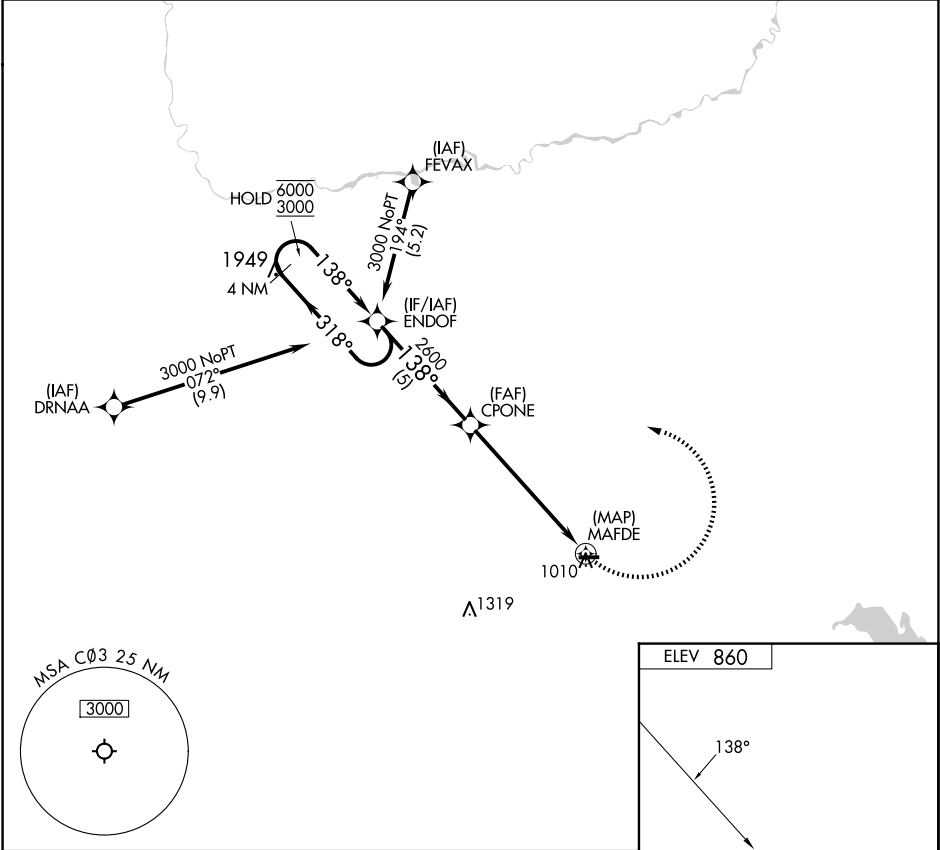 (IAF)
FEVAX
HOLD 6000
3000
3000 NoPT
194°
(5.2)
1949
4 NM
138°
318°
(IF/IAF)
ENDOF
2600
138°
(5)
3000 NoPT
072°
(9.9)
(IAF)
DRNAA
(FAF)
CPONE
(MAP)
MAFDE
1010
1319
MSA CØ3 25 NM
3000
ELEV 860
138°